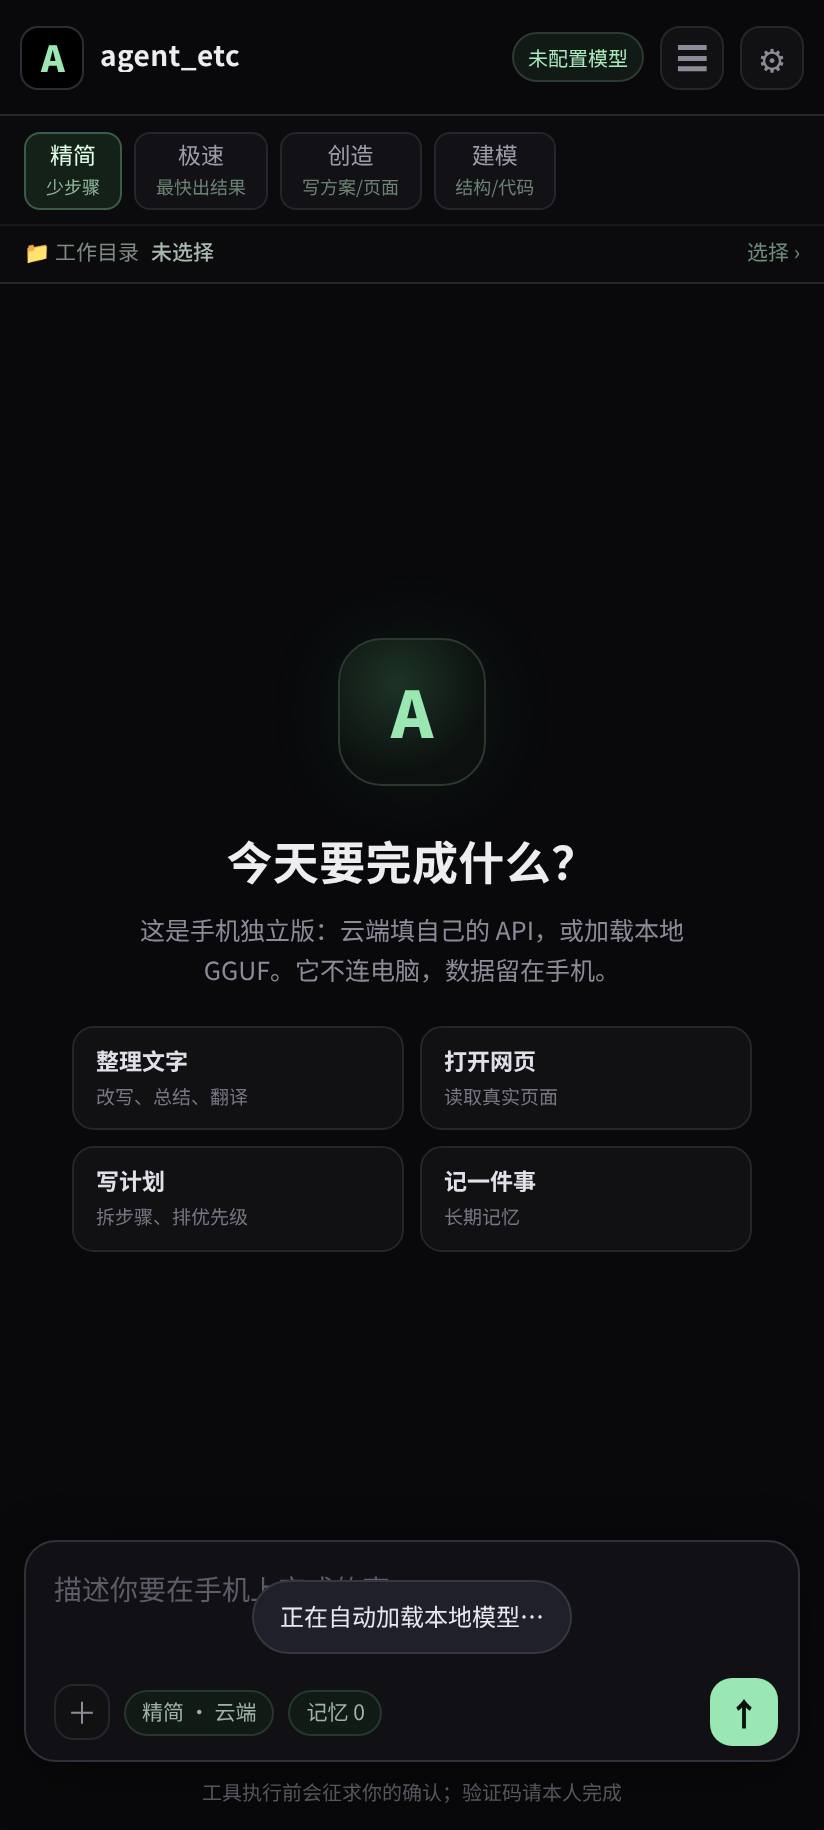 A agent_etc 未配置模型
精简 极速 创造 建模
少步骤 最快出结果 写方案/页面 结构/代码
工作目录 未选择 选择 ›
A
今天要完成什么?
这是手机独立版：云端填自己的 API，或加载本地
GGUF。它不连电脑，数据留在手机。
整理文字 打开网页
改写、总结、翻译 读取真实页面
写计划 记一件事
拆步骤、排优先级 长期记忆
描述你要在手机
正在自动加载本地模型…
精简 · 云端 记忆 0
工具执行前会征求你的确认；验证码请本人完成